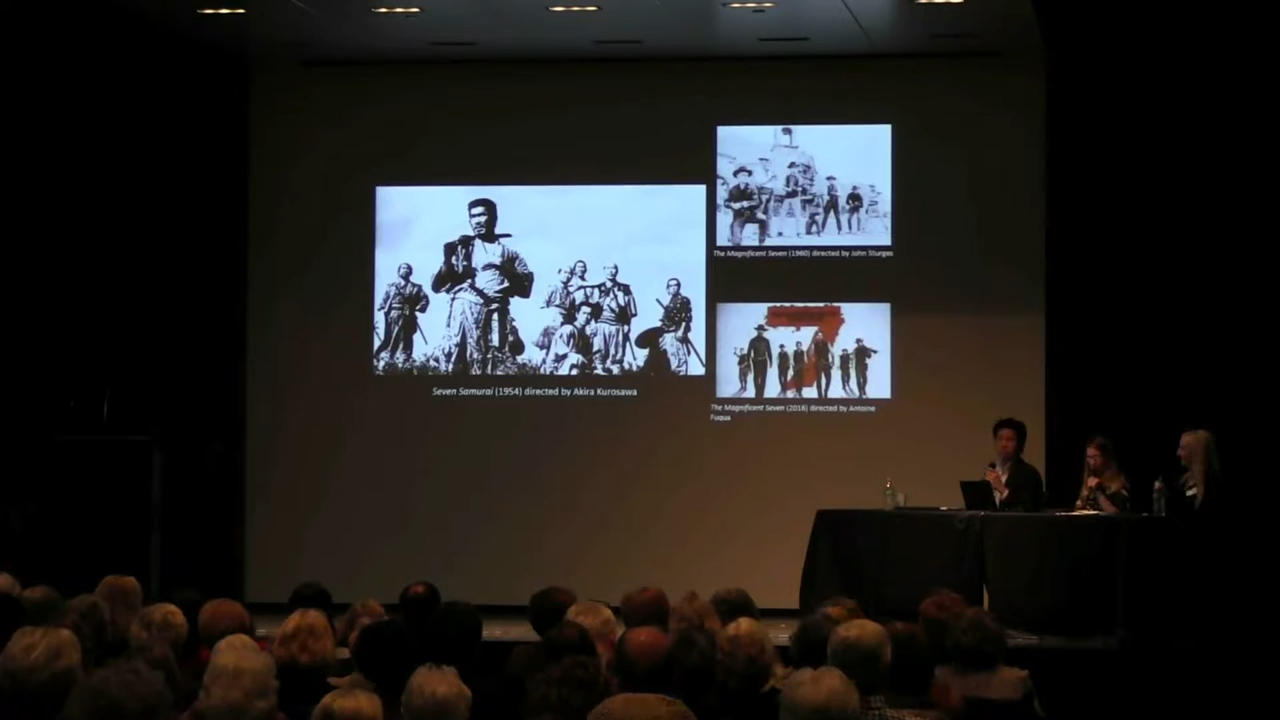 Seven Samurai (1954) directed by Akira Kurosawa
The Magnificent Seven (1960) directed by John Sturges
The Magnificent Seven (2016) directed by Antoine
Fuqua